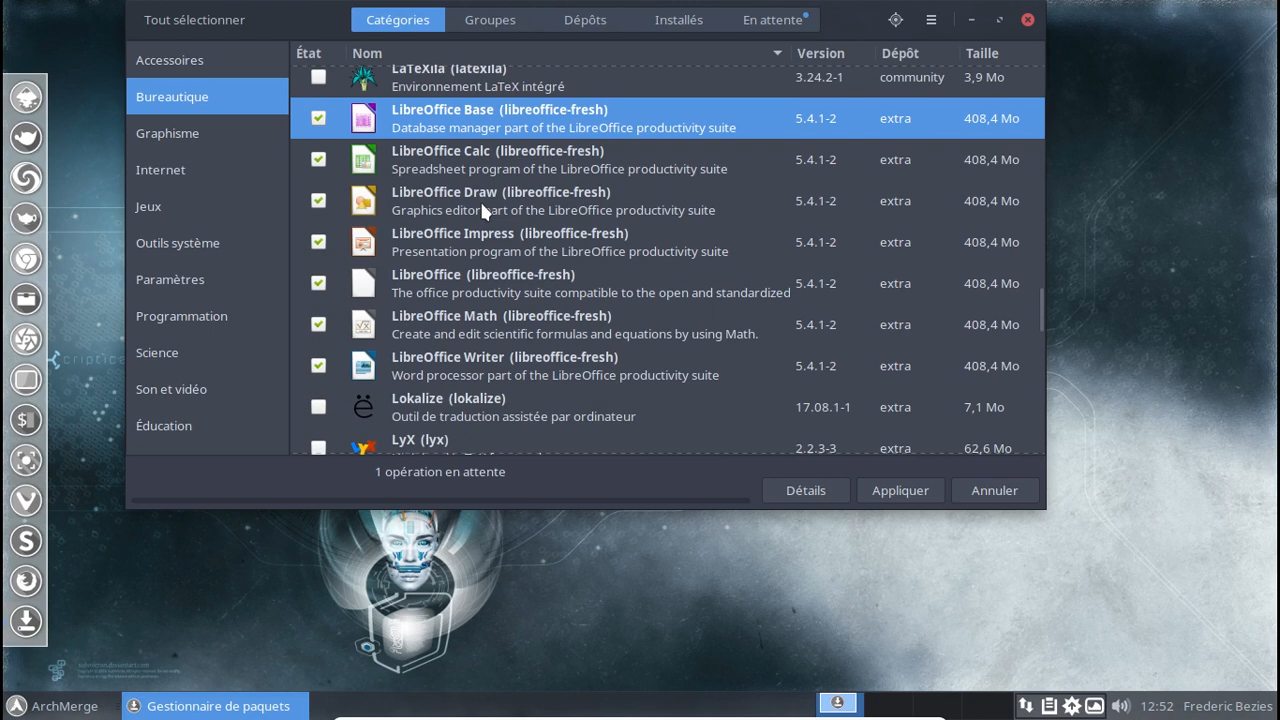 Tout sélectionner
Catégories
Groupes
Dépôts
Installés
En attente
État
Nom
Version
Dépôt
Taille
Accessoires
Bureautique
Graphisme
Internet
Jeux
Outils système
Paramètres
Programmation
Science
Son et vidéo
Éducation
LaTeXila (latexila)
Environnement LaTeX intégré
3.24.2-1 community 3,9 Mo
LibreOffice Base (libreoffice-fresh)
Database manager part of the LibreOffice productivity suite
5.4.1-2 extra 408,4 Mo
LibreOffice Calc (libreoffice-fresh)
Spreadsheet program of the LibreOffice productivity suite
5.4.1-2 extra 408,4 Mo
LibreOffice Draw (libreoffice-fresh)
Graphics editor part of the LibreOffice productivity suite
5.4.1-2 extra 408,4 Mo
LibreOffice Impress (libreoffice-fresh)
Presentation program of the LibreOffice productivity suite
5.4.1-2 extra 408,4 Mo
LibreOffice (libreoffice-fresh)
The office productivity suite compatible to the open and standardized
5.4.1-2 extra 408,4 Mo
LibreOffice Math (libreoffice-fresh)
Create and edit scientific formulas and equations by using Math.
5.4.1-2 extra 408,4 Mo
LibreOffice Writer (libreoffice-fresh)
Word processor part of the LibreOffice productivity suite
5.4.1-2 extra 408,4 Mo
Lokalize (lokalize)
Outil de traduction assistée par ordinateur
17.08.1-1 extra 7,1 Mo
LyX (lyx)
2.2.3-3 extra 62,6 Mo
1 opération en attente
Détails
Appliquer
Annuler
ArchMerge
Gestionnaire de paquets
12:52 Frederic Bezies